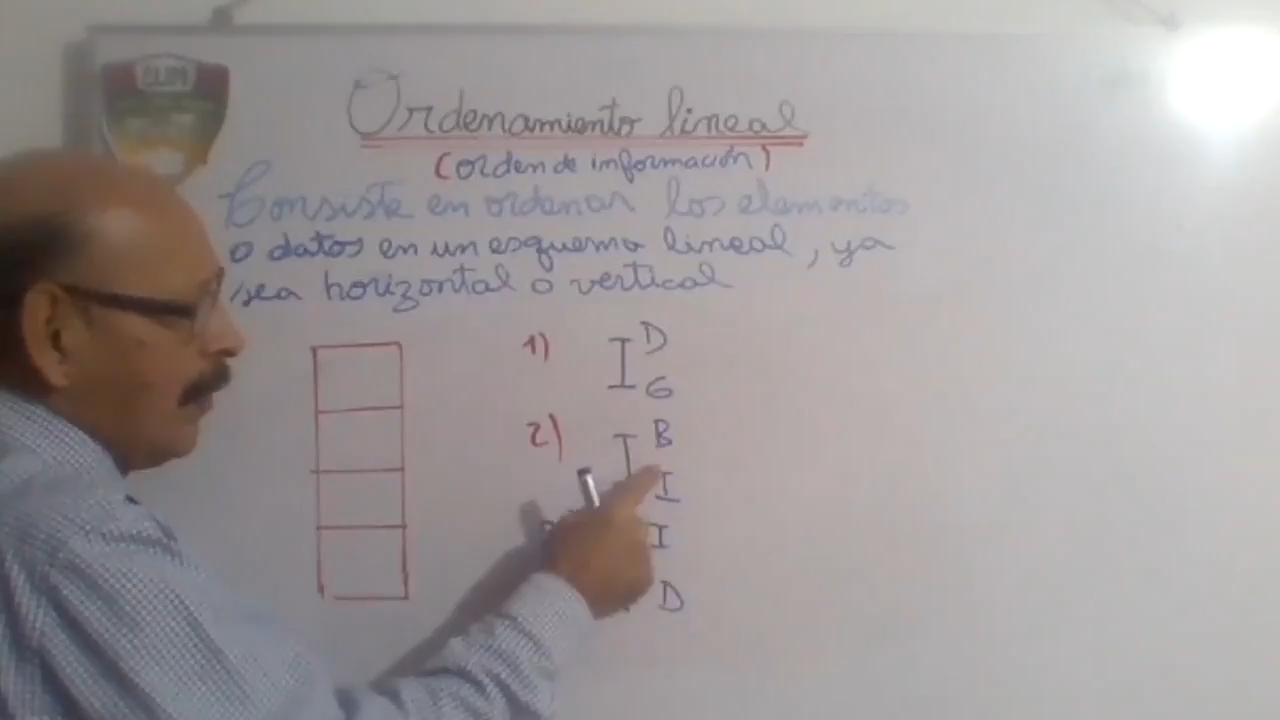 Ordenamiento lineal
(orden de información)
Consiste en ordenar los elementos
o datos en un esquema lineal, ya
sea horizontal o vertical
1) I D
G
2) I B
I
I
D